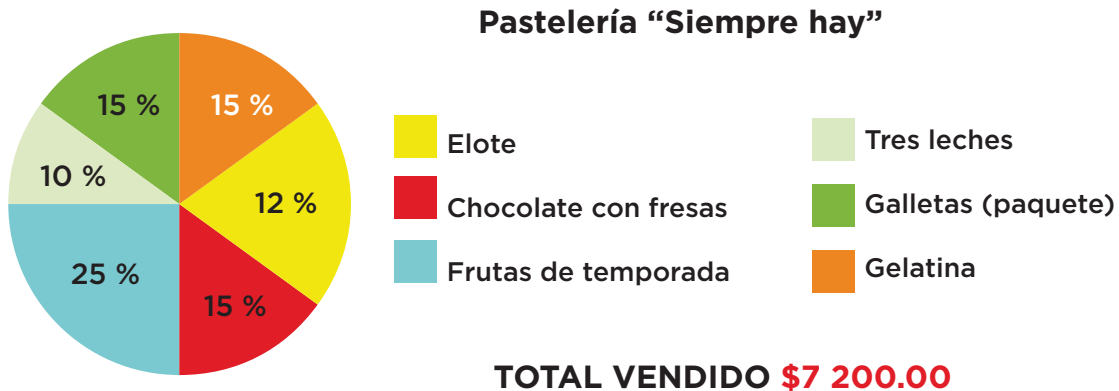 Pastelería “Siempre hay”
15 %
15 %
10 %
12 %
25 %
15 %
Elote
Chocolate con fresas
Frutas de temporada
Tres leches
Galletas (paquete)
Gelatina
TOTAL VENDIDO $7 200.00